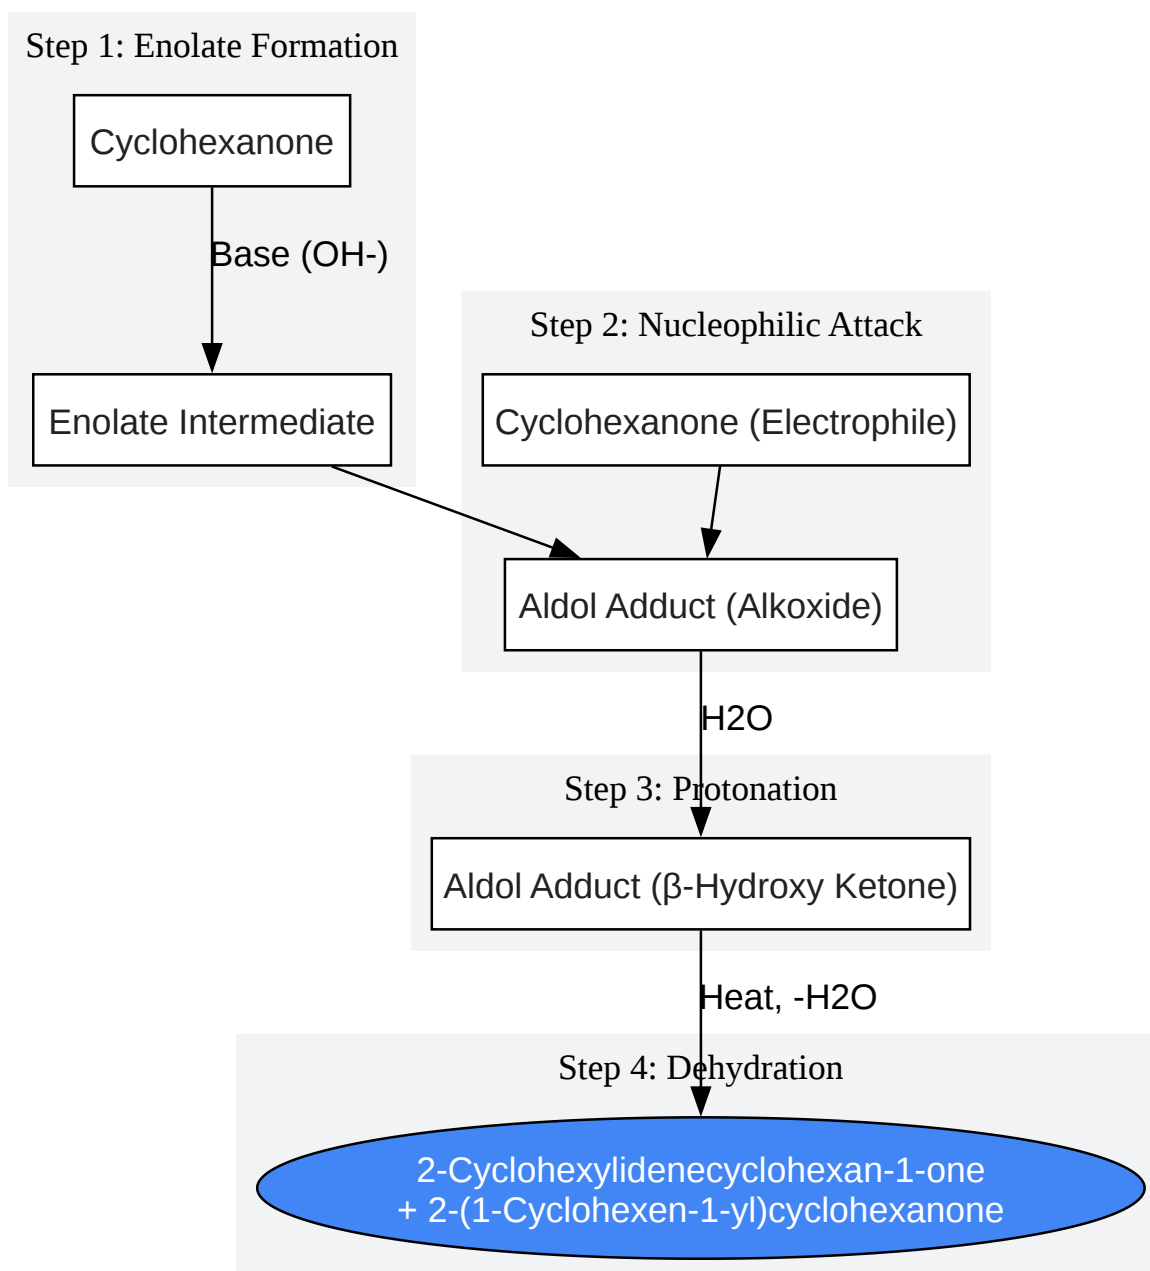 Step 1: Enolate Formation
Cyclohexanone
Base (OH-)
Enolate Intermediate
Step 2: Nucleophilic Attack
Cyclohexanone (Electrophile)
Aldol Adduct (Alkoxide)
H2O
Step 3: Protonation
Aldol Adduct (β-Hydroxy Ketone)
Heat, -H2O
Step 4: Dehydration
2-Cyclohexylidenecyclohexan-1-one
+ 2-(1-Cyclohexen-1-yl)cyclohexanone